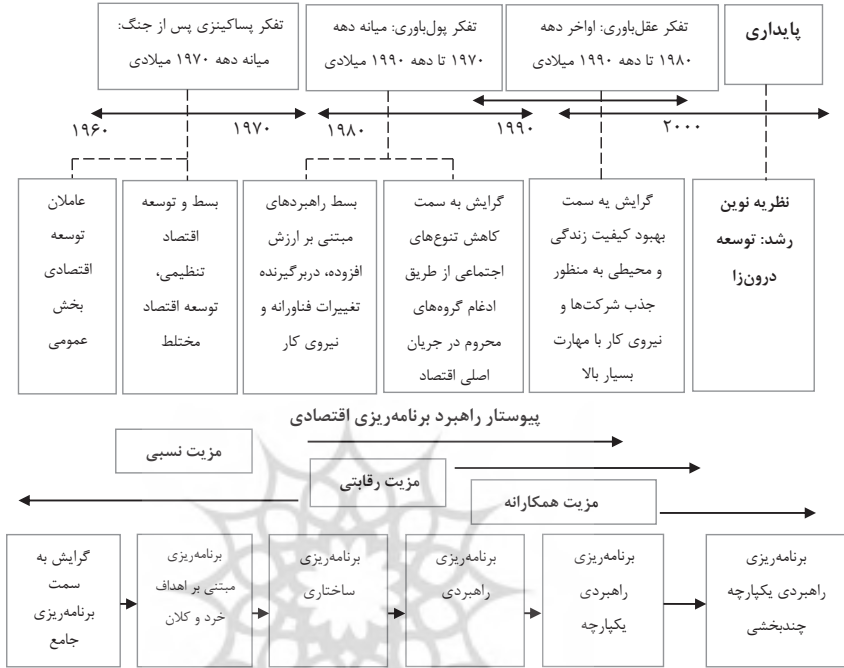 تفکر پساکینزی پس از جنگ:
میانه دهه ۱۹۷۰ میلادی
تفکر پول‌باوری: میانه دهه
۱۹۷۰ تا دهه ۱۹۹۰ میلادی
تفکر عقل‌باوری: اواخر دهه
۱۹۸۰ تا دهه ۱۹۹۰ میلادی
پایداری
۱۹۶۰
۱۹۷۰
۱۹۸۰
۱۹۹۰
۲۰۰۰
عاملان
توسعه
اقتصادی
بخش
عمومی
بسط و توسعه
اقتصاد
تنظیمی،
توسعه اقتصاد
مختلط
بسط راهبردهای
مبتنی بر ارزش
افزوده، دربرگیرنده
تغییرات فناورانه و
نیروی کار
گرایش به سمت
کاهش تنوع‌های
اجتماعی از طریق
ادغام گروه‌های
محروم در جریان
اصلی اقتصاد
گرایش یه سمت
بهبود کیفیت زندگی
و محیطی به منظور
جذب شرکت‌ها و
نیروی کار با مهارت
بسیار بالا
نظریه نوین
رشد: توسعه
درون‌زا
پیوستار راهبرد برنامه‌ریزی اقتصادی
مزیت نسبی
مزیت رقابتی
مزیت همکارانه
گرایش به
سمت
برنامه‌ریزی
جامع
برنامه‌ریزی
مبتنی بر اهداف
خرد و کلان
برنامه‌ریزی
ساختاری
برنامه‌ریزی
راهبردی
برنامه‌ریزی
راهبردی
یکپارچه
برنامه‌ریزی
راهبردی یکپارچه
چندبخشی